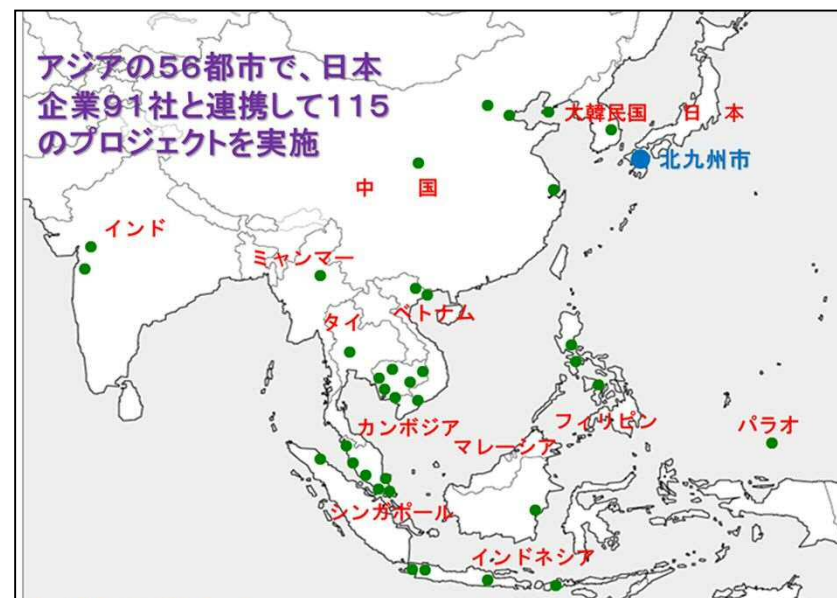 アジアの56都市で、日本
企業91社と連携して115
のプロジェクトを実施
大韓民国
日本
北九州市
中国
インド
ミャンマー
タイ
ベトナム
カンボジア
フィリピン
パラオ
マレーシア
シンガポール
インドネシア